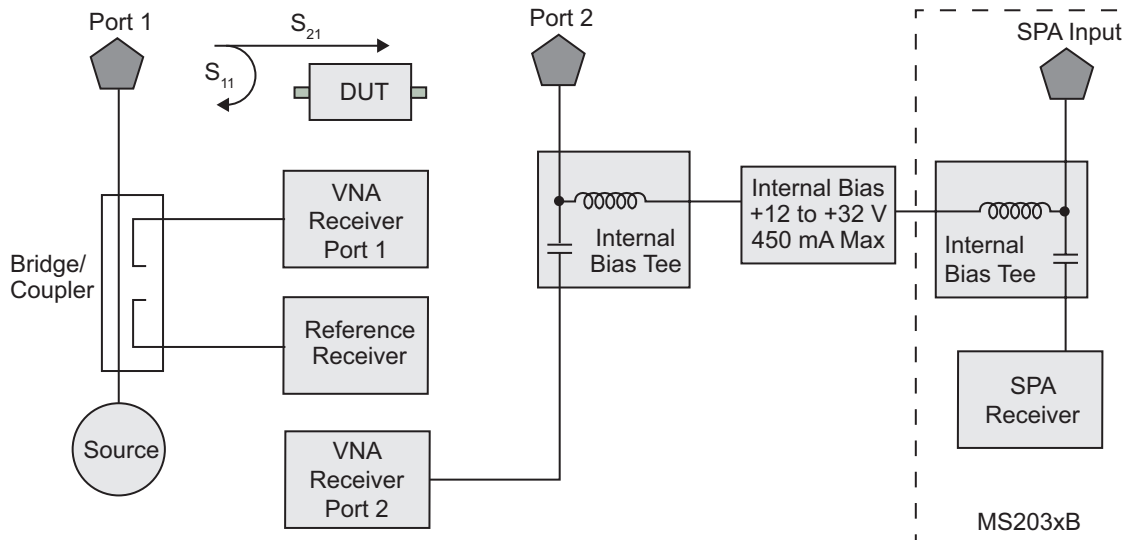 Port 1
S21
S11
DUT
Port 2
SPA Input
VNA
Receiver
Port 1
Internal Bias
+12 to +32 V
450 mA Max
Internal
Bias Tee
Internal
Bias Tee
Bridge/
Coupler
Reference
Receiver
SPA
Receiver
Source
VNA
Receiver
Port 2
MS203xB